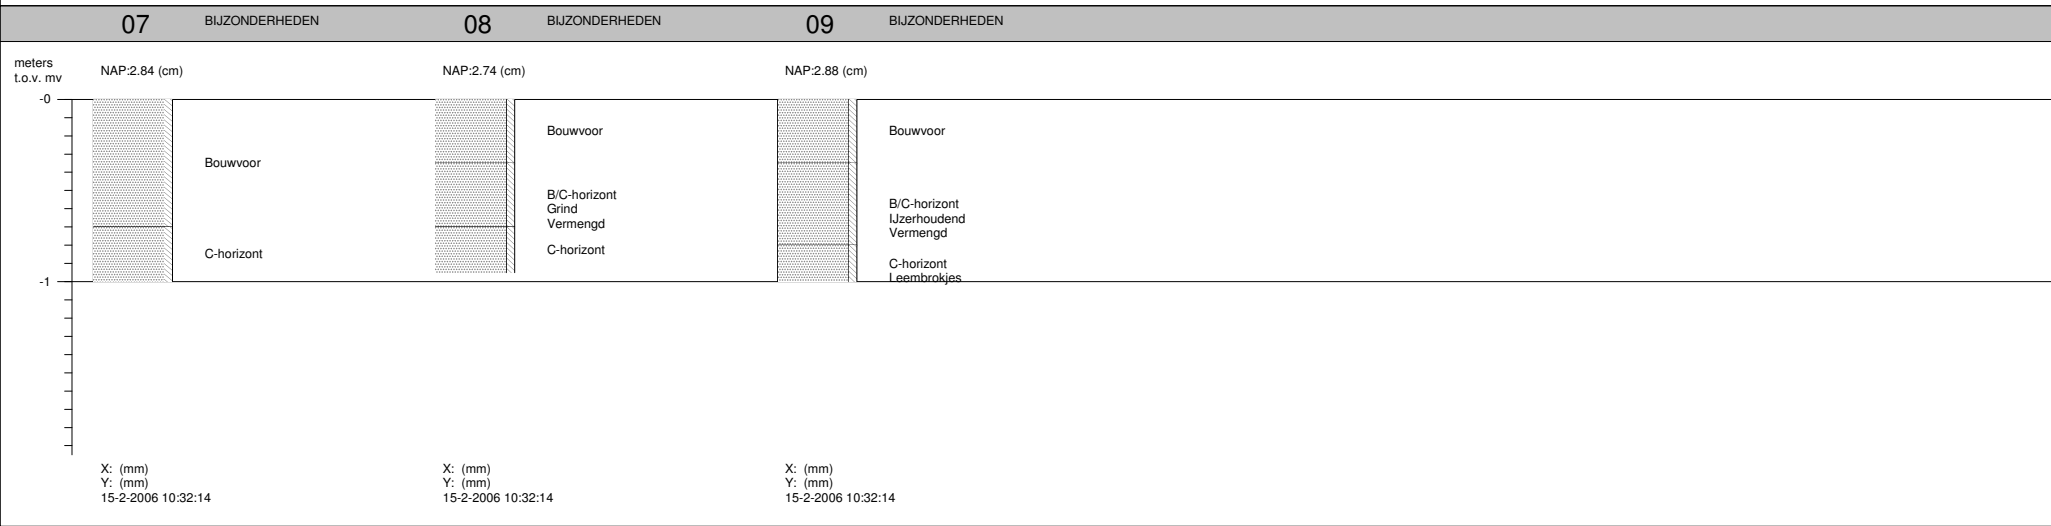 07 BIJZONDERHEDEN 08 BIJZONDERHEDEN 09 BIJZONDERHEDEN
meters
t.o.v. mv
NAP:2.84 (cm) NAP:2.74 (cm) NAP:2.88 (cm)
-0
Bouwvoor
C-horizont
Bouwvoor
B/C-horizont
Grind
Vermengd
C-horizont
Bouwvoor
B/C-horizont
IJzerhoudend
Vermengd
C-horizont
Leembrokjes
-1
X: (mm)
Y: (mm)
15-2-2006 10:32:14
X: (mm)
Y: (mm)
15-2-2006 10:32:14
X: (mm)
Y: (mm)
15-2-2006 10:32:14